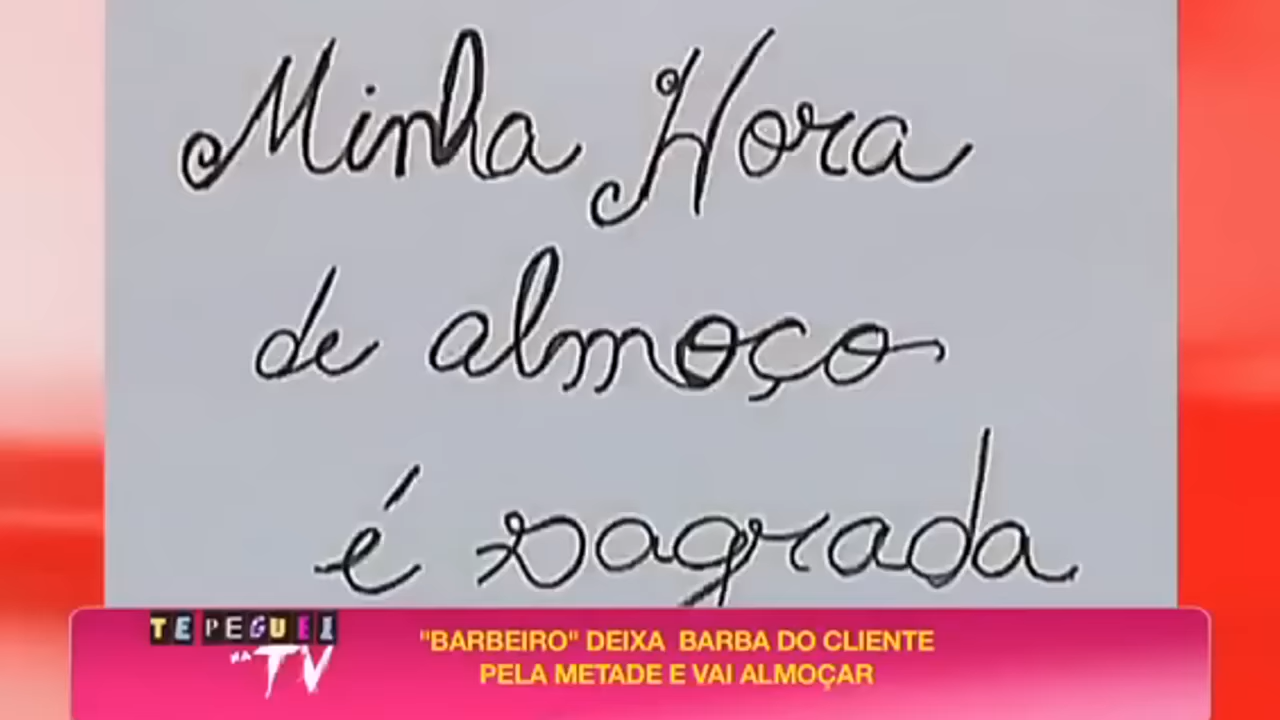 Minha Hora
de almoço
é sagrada
TE PEGUEI
NA TV
"BARBEIRO" DEIXA BARBA DO CLIENTE
PELA METADE E VAI ALMOÇAR